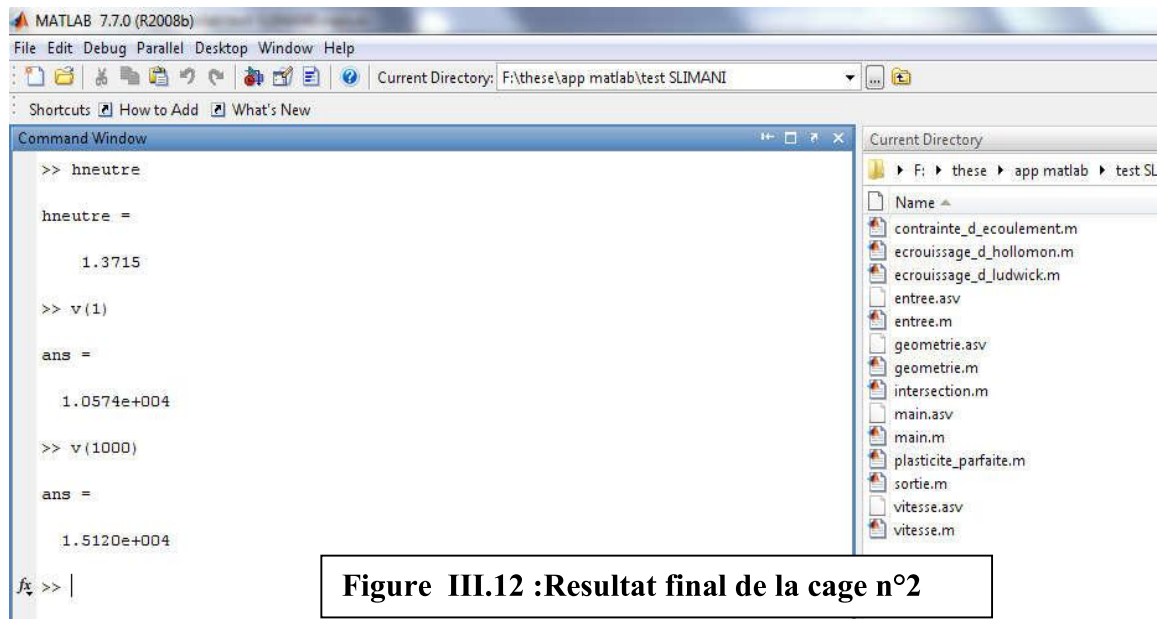 MATLAB 7.7.0 (R2008b)
File Edit Debug Parallel Desktop Window Help
Current Directory: F:\these\app matlab\test SLIMANI
Shortcuts How to Add What's New
Command Window
>> hneutre
hneutre =
1.3715
>> v(1)
ans =
1.0574e+004
>> v(1000)
ans =
1.5120e+004
fx >>
Current Directory
F: these app matlab test SL
Name
contrainte_d_ecoulement.m
ecrouissage_d_hollomon.m
ecrouissage_d_ludwick.m
entree.asv
entree.m
geometrie.asv
geometrie.m
intersection.m
main.asv
main.m
plasticite_parfaite.m
sortie.m
vitesse.asv
vitesse.m
Figure III.12 :Resultat final de la cage n°2